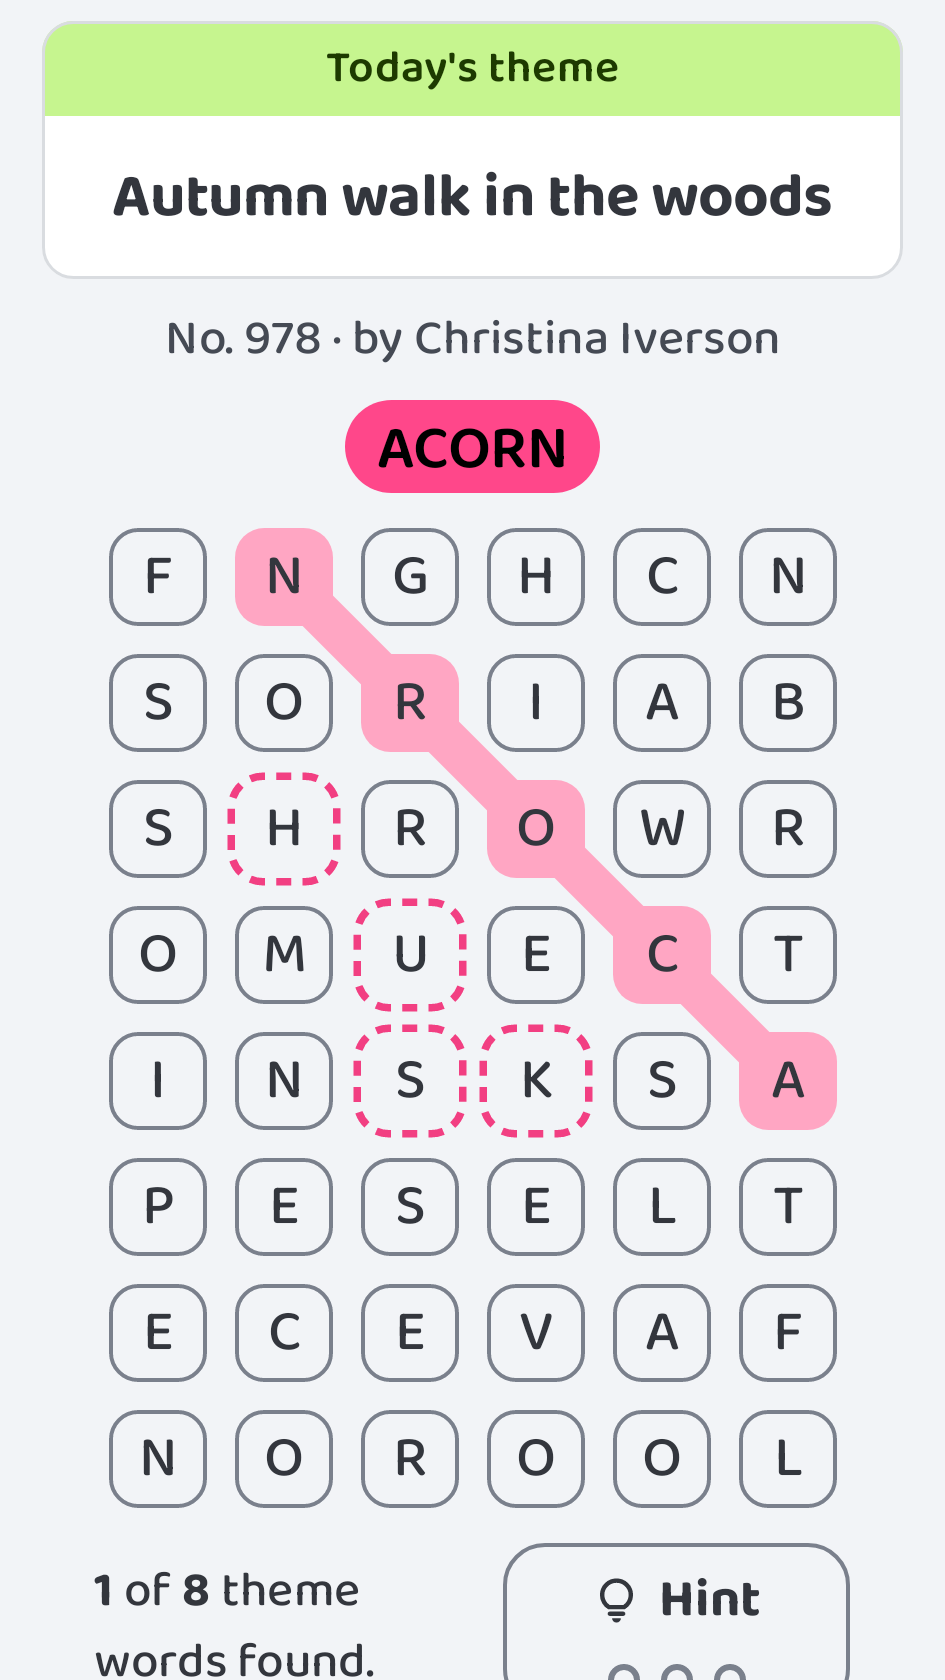 Today's theme
Autumn walk in the woods
No. 978 · by Christina Iverson
ACORN
F N G H C N
S O R I A B
S H R O W R
O M U E C T
I N S K S A
P E S E L T
E C E V A F
N O R O O L
1 of 8 theme
words found.
Hint